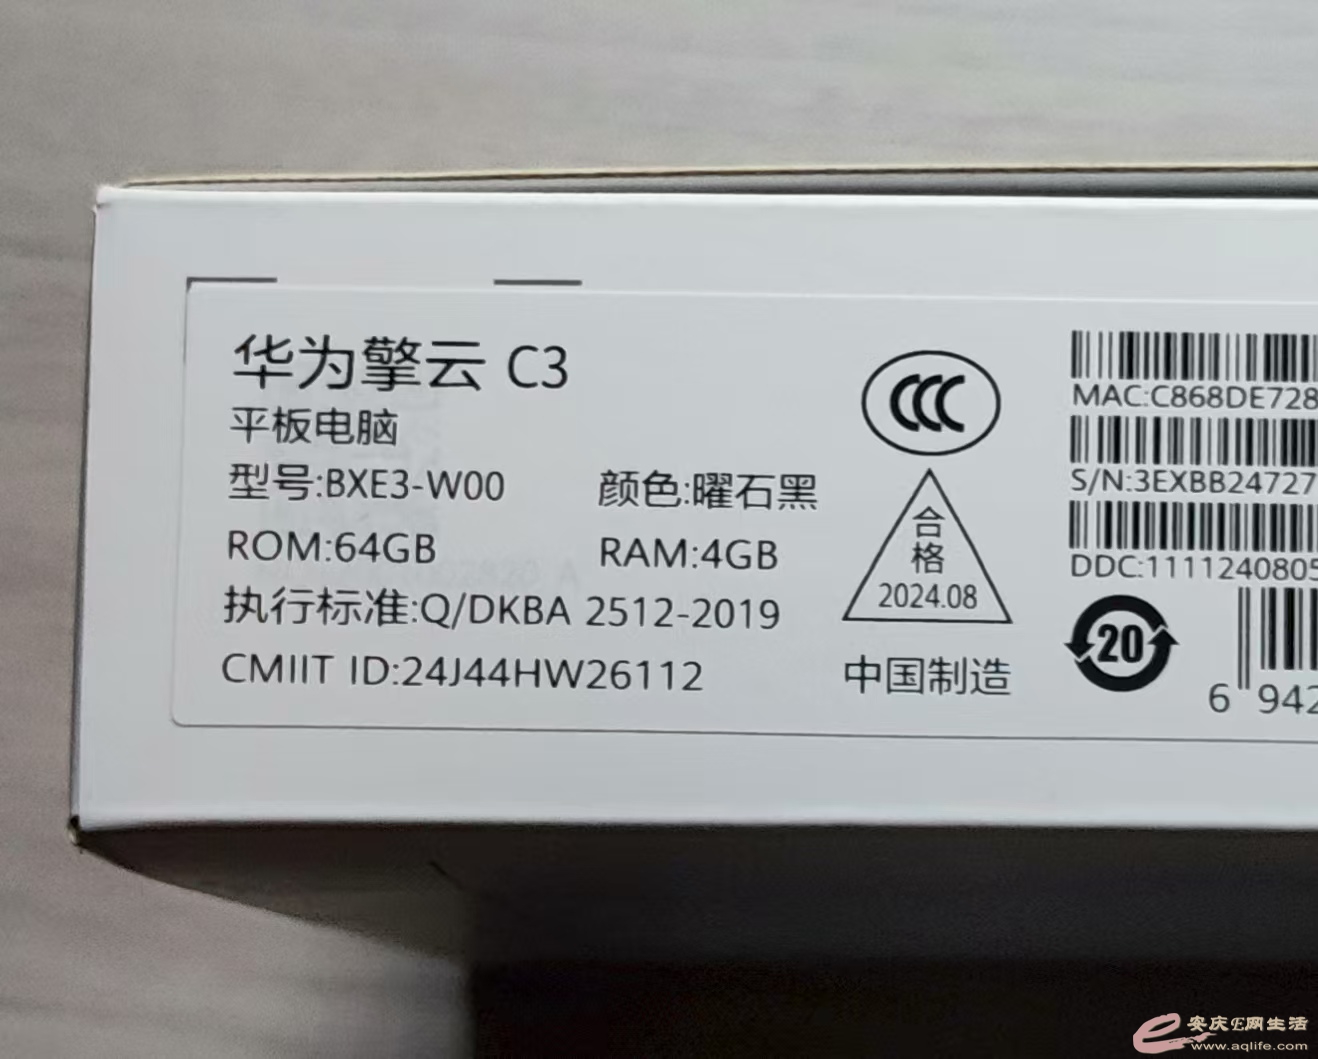 华为擎云 C3
平板电脑
型号:BXE3-W00 颜色:曜石黑
ROM:64GB RAM:4GB
执行标准:Q/DKBA 2512-2019
CMIIT ID:24J44HW26112
CCC
合
格
2024.08
中国制造
MAC:C868DE728
S/N:3EXBB24727
DDC:1111240805
20
6 942
安庆E网生活
www.aqlife.com